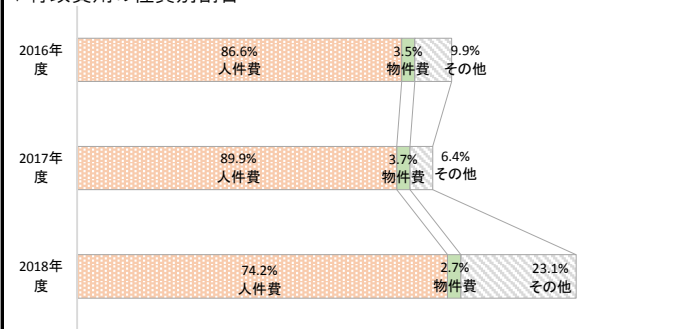 2016年
度
86.6%
人件費
3.5%
物件費
9.9%
その他
2017年
度
89.9%
人件費
3.7%
物件費
6.4%
その他
2018年
度
74.2%
人件費
2.7%
物件費
23.1%
その他